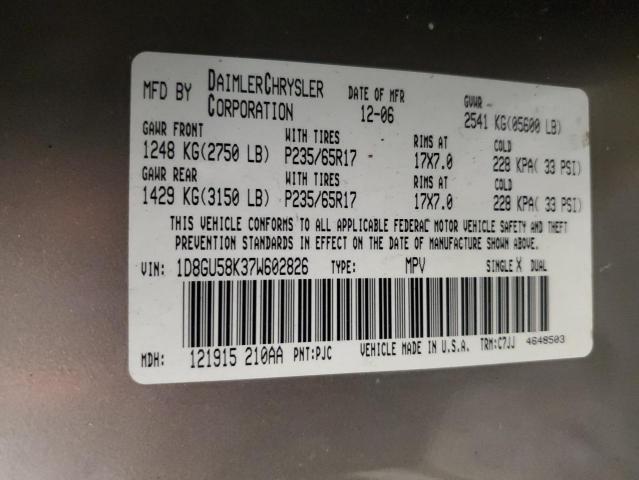 MFD BY DAIMLERCHRYSLER CORPORATION DATE OF MFR 12-06 GVWR 2541 KG(05600 LB)
GAWR FRONT WITH TIRES RIMS AT COLD
1248 KG(2750 LB) P235/65R17 17X7.0 228 KPA( 33 PSI)
GAWR REAR WITH TIRES RIMS AT COLD
1429 KG(3150 LB) P235/65R17 17X7.0 228 KPA( 33 PSI)
THIS VEHICLE CONFORMS TO ALL APPLICABLE FEDERAL MOTOR VEHICLE SAFETY AND THEFT
PREVENTION STANDARDS IN EFFECT ON THE DATE OF MANUFACTURE SHOWN ABOVE.
VIN: 1D8GU58K37W602826 TYPE: MPV SINGLE X DUAL
MDH: 121915 210AA PNT:PJC VEHICLE MADE IN U.S.A. TRM:C7JJ 4648503